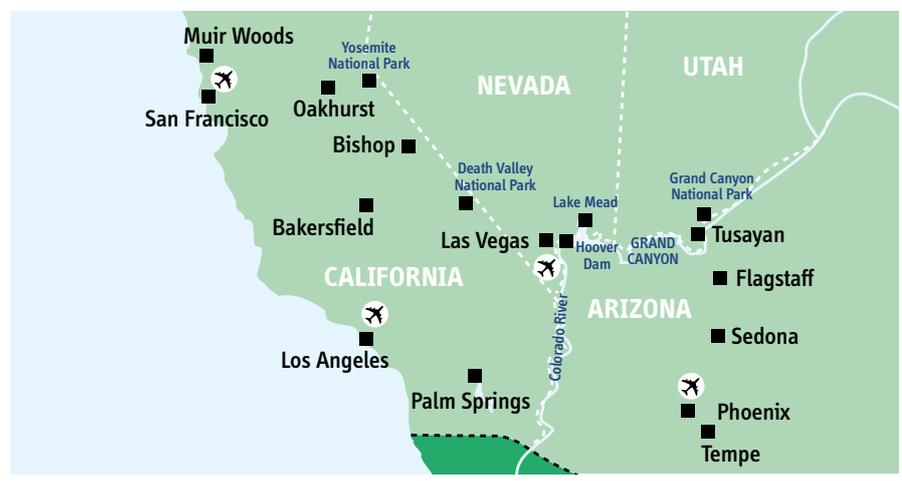 Muir Woods
San Francisco
Oakhurst
Yosemite
National Park
NEVADA
UTAH
Bishop
Death Valley
National Park
Bakersfield
Las Vegas
Lake Mead
Hoover
Dam
GRAND
CANYON
Grand Canyon
National Park
Tusayan
Flagstaff
CALIFORNIA
ARIZONA
Colorado River
Sedona
Los Angeles
Palm Springs
Phoenix
Tempe